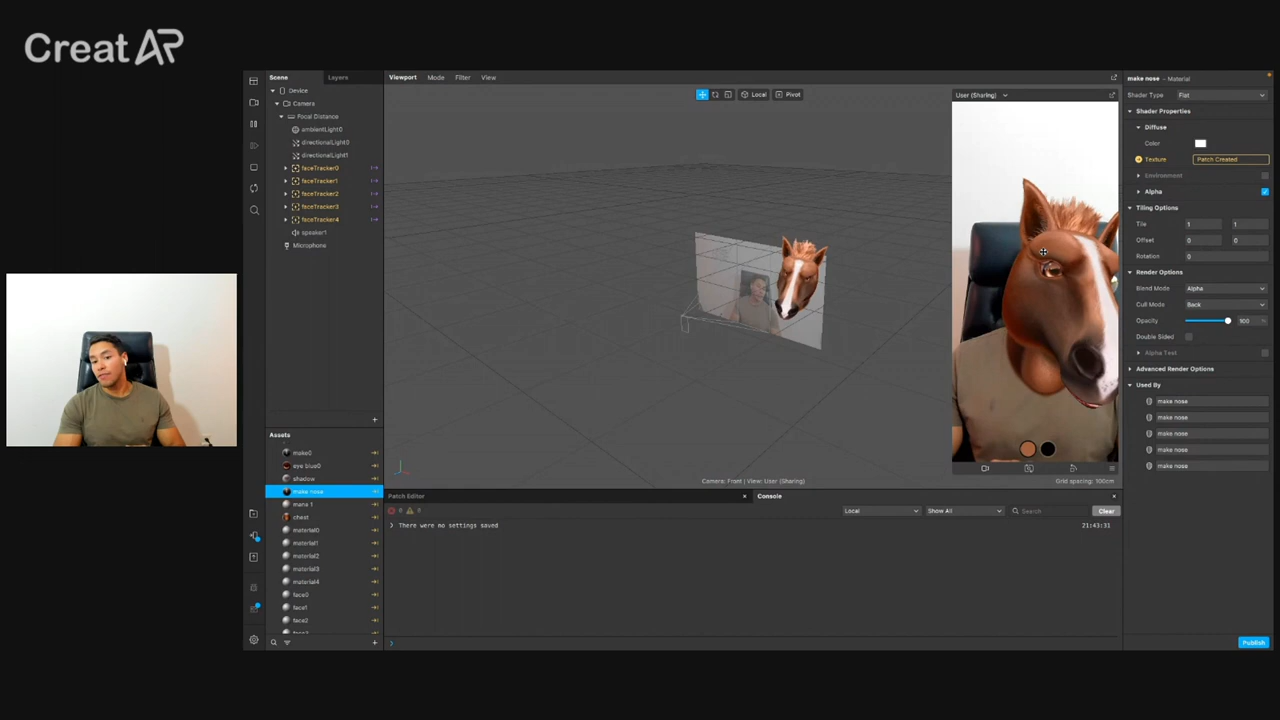 CreatAR
Scene
Layers
Device
Camera
Focal Distance
ambientLight0
directionalLight0
directionalLight1
faceTracker0
faceTracker1
faceTracker2
faceTracker3
faceTracker4
speaker1
Microphone
Assets
make0
eye blue0
shadow
make nose
mane 1
chest
material0
material1
material2
material3
material4
face0
face1
face2
Viewport Mode Filter View
Local Pivot
User (Sharing)
Camera: Front | View: User (Sharing)
Grid spacing: 100cm
Patch Editor
Console
Local
Show All
Search
Clear
There were no settings saved
21:43:31
make nose – Material
Shader Type Flat
Shader Properties
Diffuse
Color
Texture Patch Created
Environment
Alpha
Tiling Options
Tile 1 1
Offset 0 0
Rotation 0
Render Options
Blend Mode Alpha
Cull Mode Back
Opacity 100 %
Double Sided
Alpha Test
Advanced Render Options
Used By
make nose
make nose
make nose
make nose
make nose
Publish